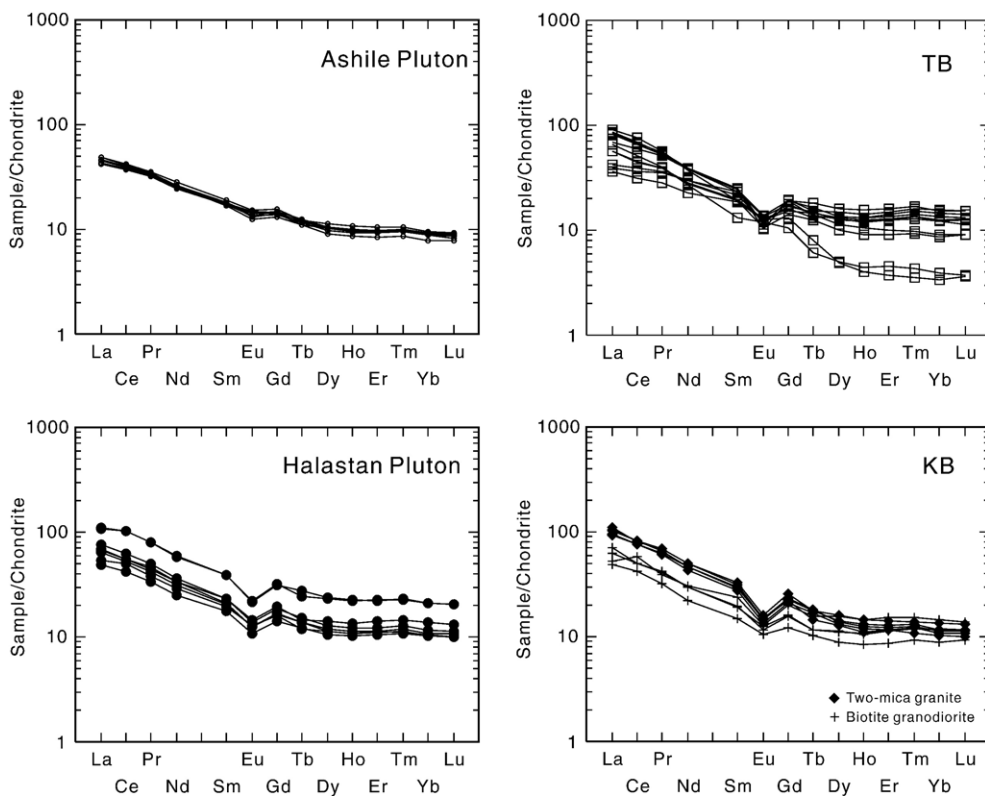 1000
100
10
1
Sample/Chondrite
Ashile Pluton
La Pr Eu Tb Ho Tm Lu
Ce Nd Sm Gd Dy Er Yb
1000
100
10
1
Sample/Chondrite
TB
La Pr Eu Tb Ho Tm Lu
Ce Nd Sm Gd Dy Er Yb
1000
100
10
1
Sample/Chondrite
Halastan Pluton
La Pr Eu Tb Ho Tm Lu
Ce Nd Sm Gd Dy Er Yb
1000
100
10
1
Sample/Chondrite
KB
Two-mica granite
Biotite granodiorite
La Pr Eu Tb Ho Tm Lu
Ce Nd Sm Gd Dy Er Yb